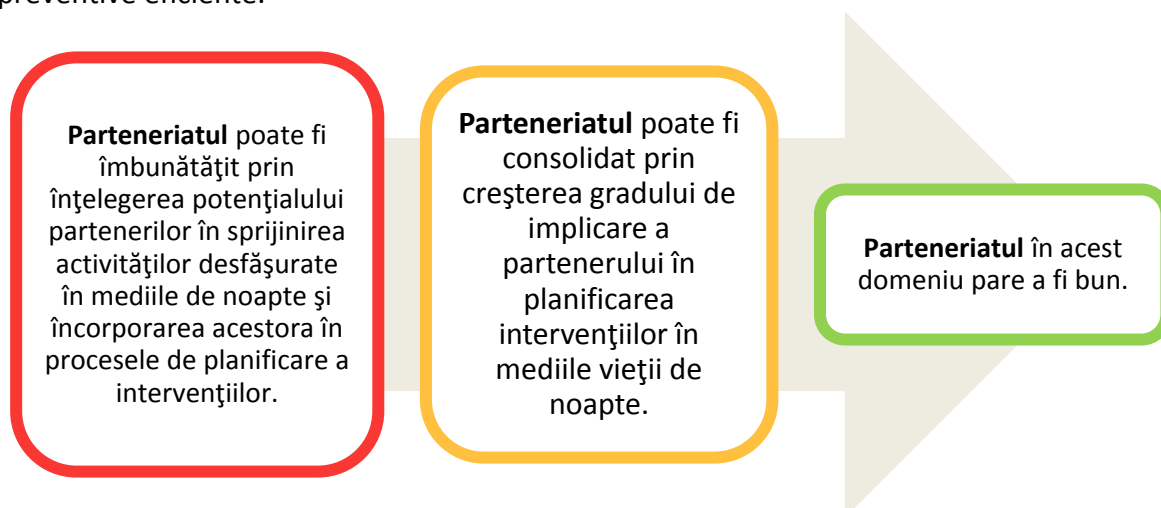 preventive eficiente.
Parteneriatul poate fi
îmbunătăţit prin
înţelegerea potenţialului
partenerilor în sprijinirea
activităţilor desfăşurate
în mediile de noapte şi
încorporarea acestora în
procesele de planificare a
intervenţiilor.
Parteneriatul poate fi
consolidat prin
creşterea gradului de
implicare a
partenerului în
planificarea
intervenţiilor în
mediile vieţii de
noapte.
Parteneriatul în acest
domeniu pare a fi bun.